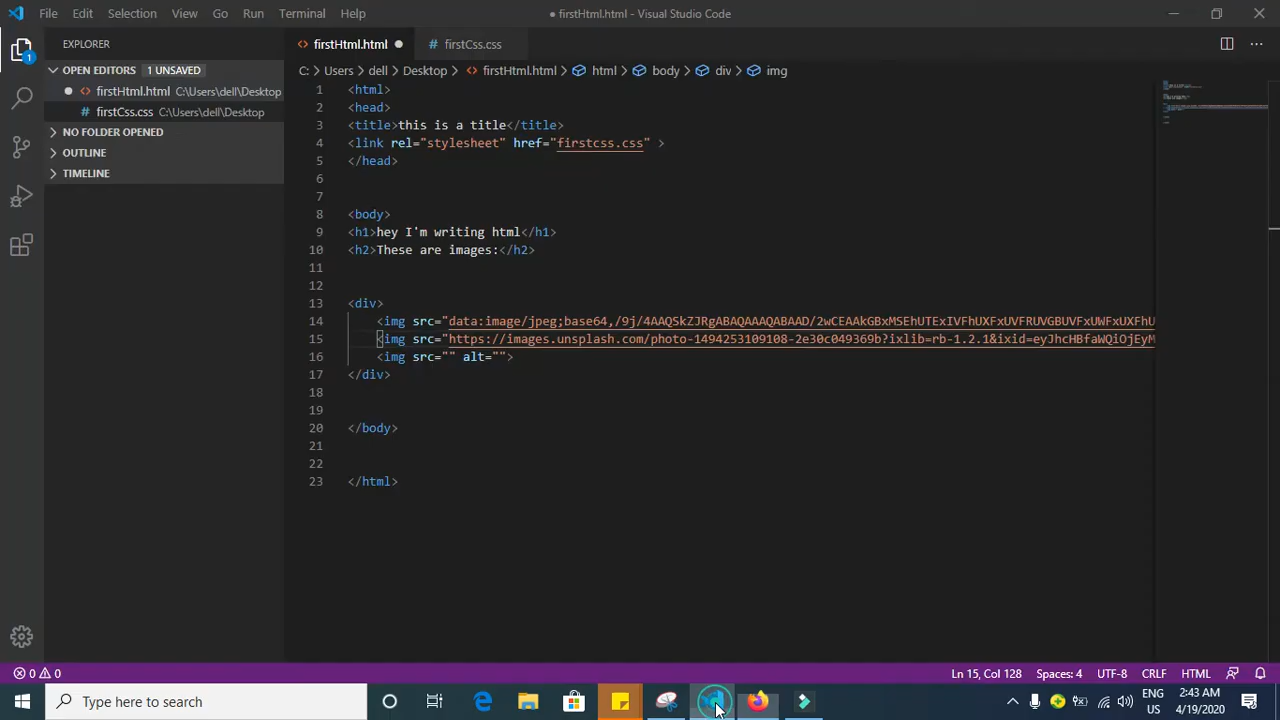 File Edit Selection View Go Run Terminal Help
● firstHtml.html - Visual Studio Code
EXPLORER
firstHtml.html
firstCss.css
OPEN EDITORS 1 UNSAVED
C: > Users > dell > Desktop > firstHtml.html > html > body > div > img
firstHtml.html C:\Users\dell\Desktop
firstCss.css C:\Users\dell\Desktop
NO FOLDER OPENED
OUTLINE
TIMELINE
1
1 <html>
2 <head>
3 <title>this is a title</title>
4 <link rel="stylesheet" href="firstcss.css" >
5 </head>
6
7
8 <body>
9 <h1>hey I'm writing html</h1>
10 <h2>These are images:</h2>
11
12
13 <div>
14 <img src="data:image/jpeg;base64,/9j/4AAQSkZJRgABAQAAAQABAAD/2wCEAAkGBxMSEhUTExIVFhUXFxUVFRUVGBUVFxUWFxUXFhU
15 <img src="https://images.unsplash.com/photo-1494253109108-2e30c049369b?ixlib=rb-1.2.1&ixid=eyJhcHBfaWQiOjEyM
16 <img src="" alt="">
17 </div>
18
19
20 </body>
21
22
23 </html>
0 0
Ln 15, Col 128 Spaces: 4 UTF-8 CRLF HTML
Type here to search
ENG
US
2:43 AM
4/19/2020